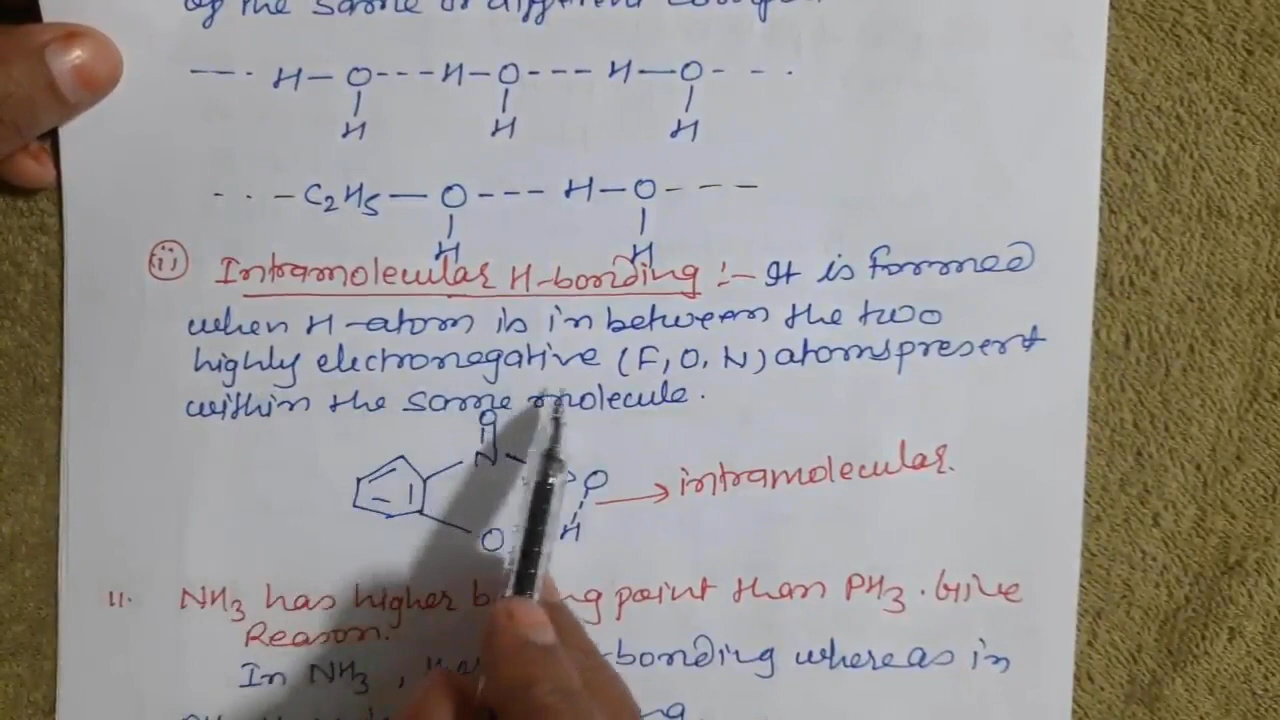 of the same or different
--- H-O---H-O--- H-O- - -
H H H
- - - C2H5-O--- H-O- - -
H H
ii) Intramolecular H-bonding :- It is formed
when H-atom is in between the two
highly electronegative (F, O, N) atoms present
within the same molecule.
O
N O → intramolecular.
O H
11. NH3 has higher point than PH3. Give
Reason.
In NH3, bonding whereas in